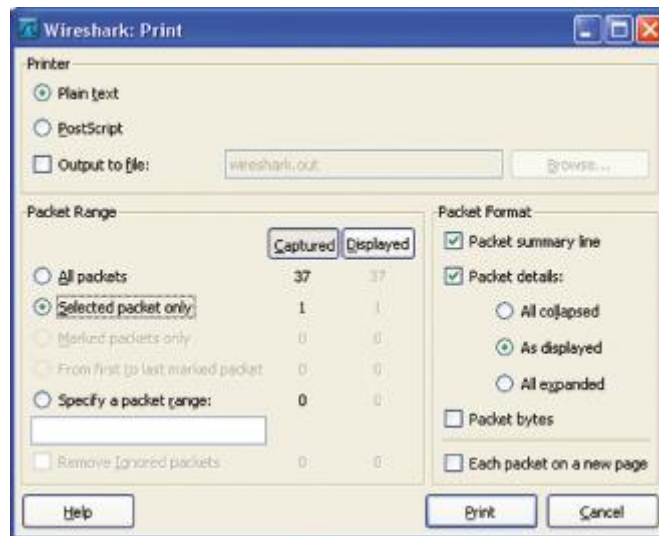 Wireshark: Print
Printer
Plain text
PostScript
Output to file:
wireshark.out
Browse...
Packet Range
Captured Displayed
All packets 37 37
Selected packet only 1 1
Marked packets only 0 0
From first to last marked packet 0 0
Specify a packet range: 0 0
Remove Ignored packets 0 0
Packet Format
Packet summary line
Packet details:
All collapsed
As displayed
All expanded
Packet bytes
Each packet on a new page
Help
Print
Cancel